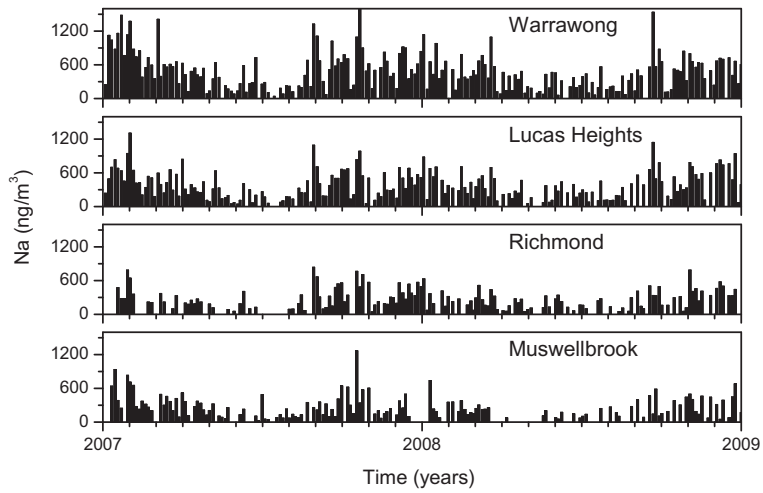 1200
600
0
Warrawong
1200
600
0
Lucas Heights
Na (ng/m³)
1200
600
0
Richmond
1200
600
0
Muswellbrook
2007
2008
2009
Time (years)